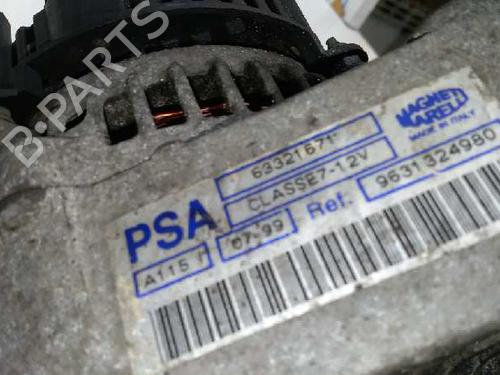 B-PARTS
MAGNETI
MARELLI
MADE IN ITALY
63321671
PSA
CLASSE7-12V
9631324980
A115 I
07.99
Ref: